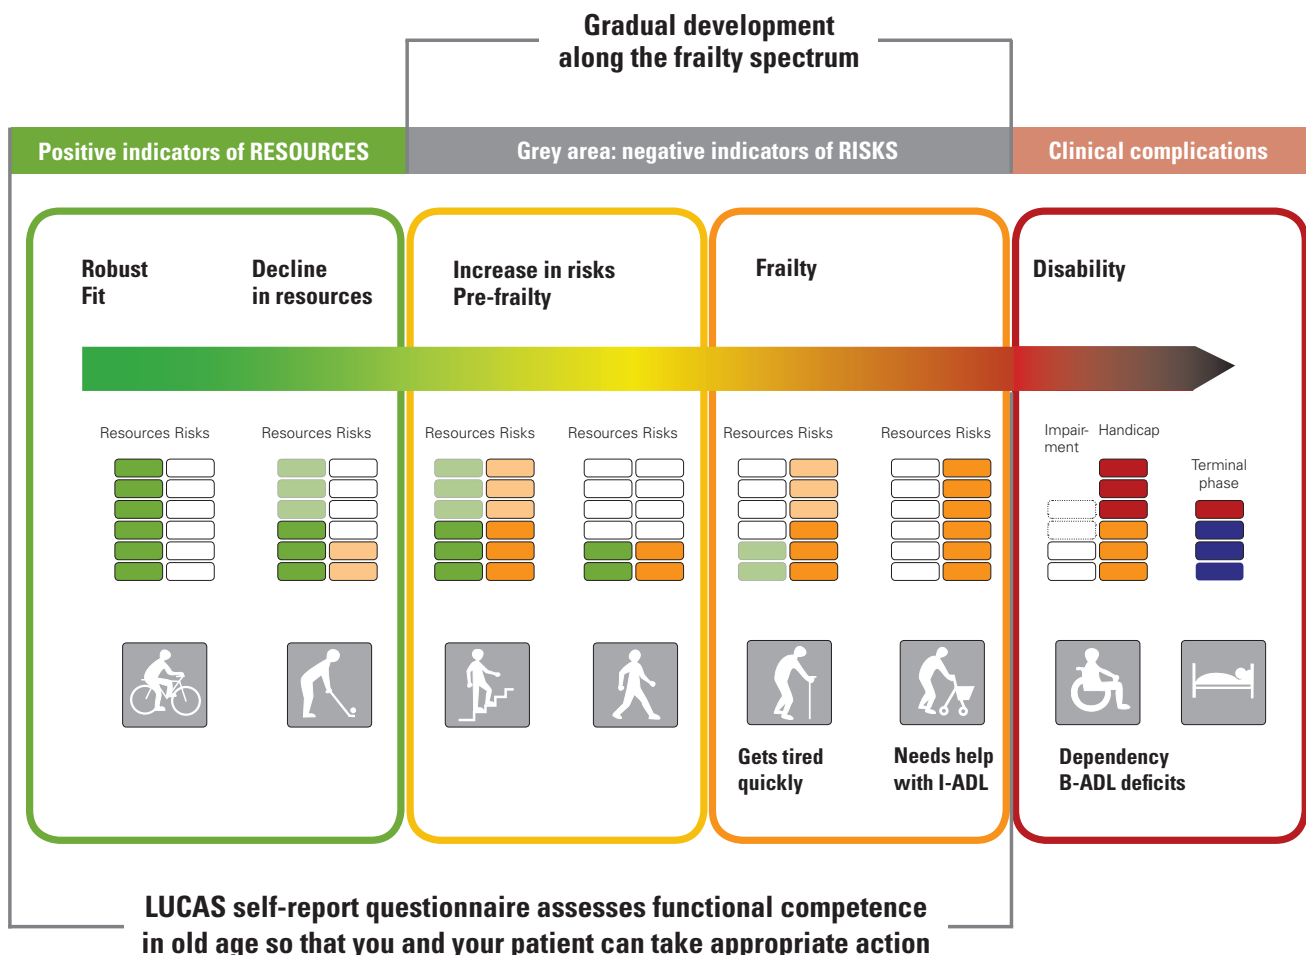 Gradual development
along the frailty spectrum
Positive indicators of RESOURCES
Grey area: negative indicators of RISKS
Clinical complications
Robust
Fit
Decline
in resources
Increase in risks
Pre-frailty
Frailty
Disability
Resources Risks
Resources Risks
Resources Risks
Resources Risks
Resources Risks
Resources Risks
Impair-
ment
Handicap
Terminal
phase
Gets tired
quickly
Needs help
with I-ADL
Dependency
B-ADL deficits
LUCAS self-report questionnaire assesses functional competence
in old age so that you and your patient can take appropriate action